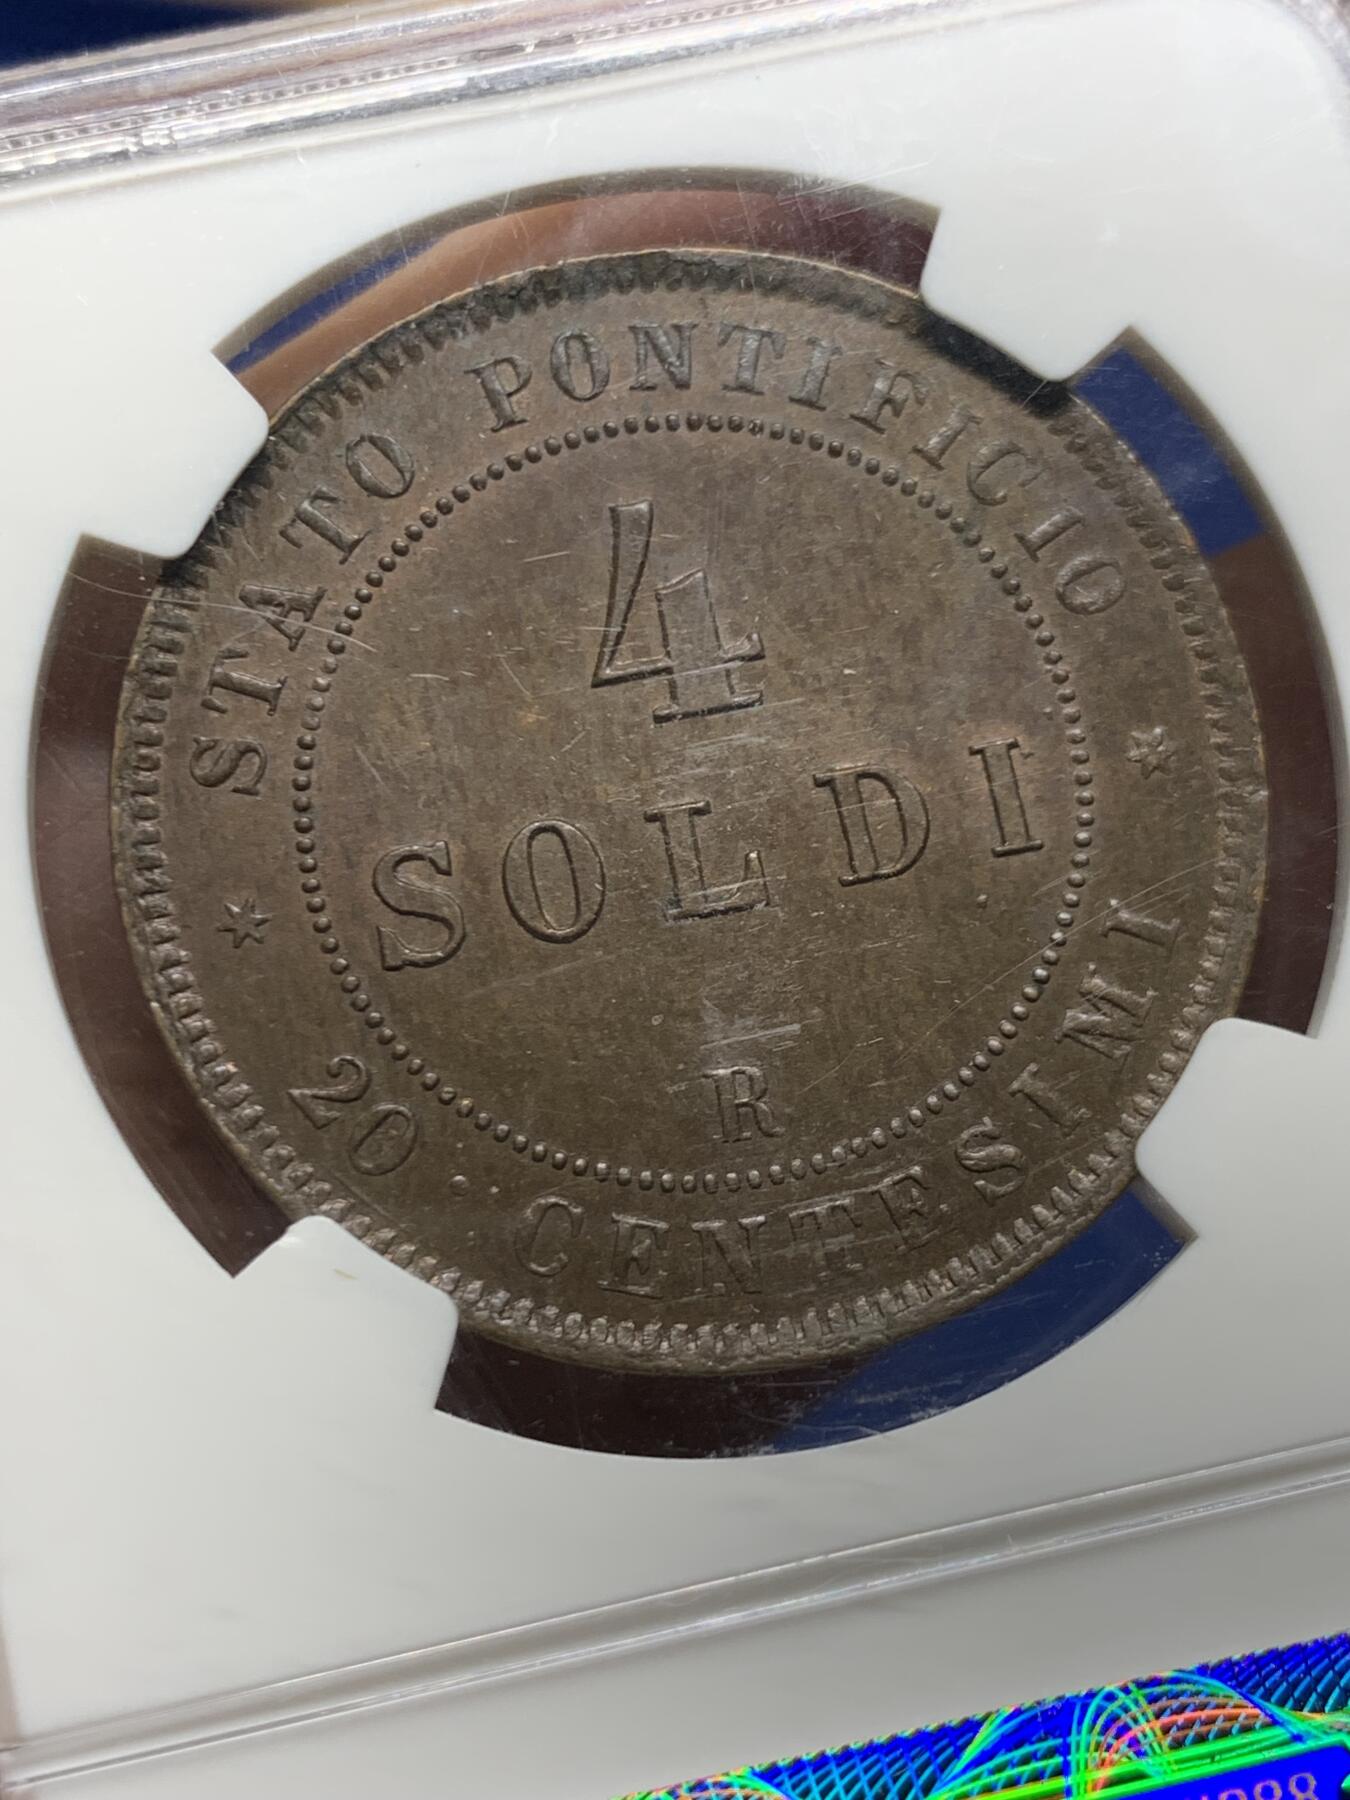 STATO PONTIFICIO
4
SOLDI
R
20 · CENTESIMI